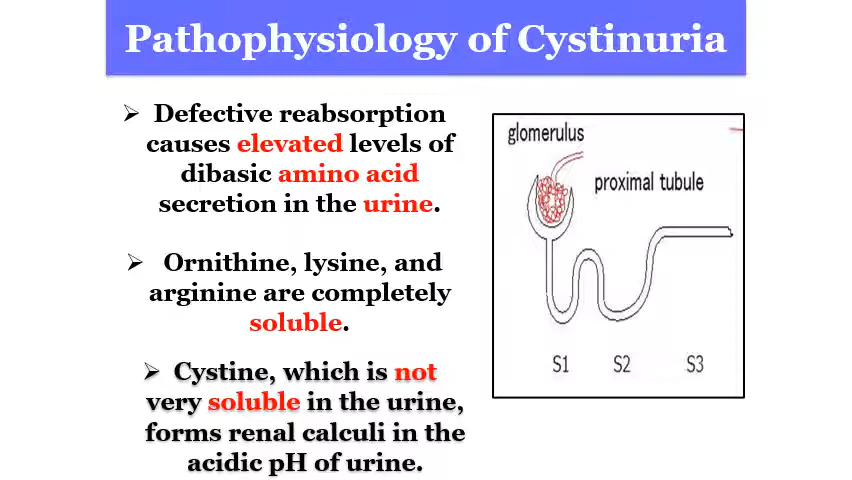 Pathophysiology of Cystinuria
➢ Defective reabsorption
causes elevated levels of
dibasic amino acid
secretion in the urine.
➢ Ornithine, lysine, and
arginine are completely
soluble.
➢ Cystine, which is not
very soluble in the urine,
forms renal calculi in the
acidic pH of urine.
glomerulus
proximal tubule
S1 S2 S3